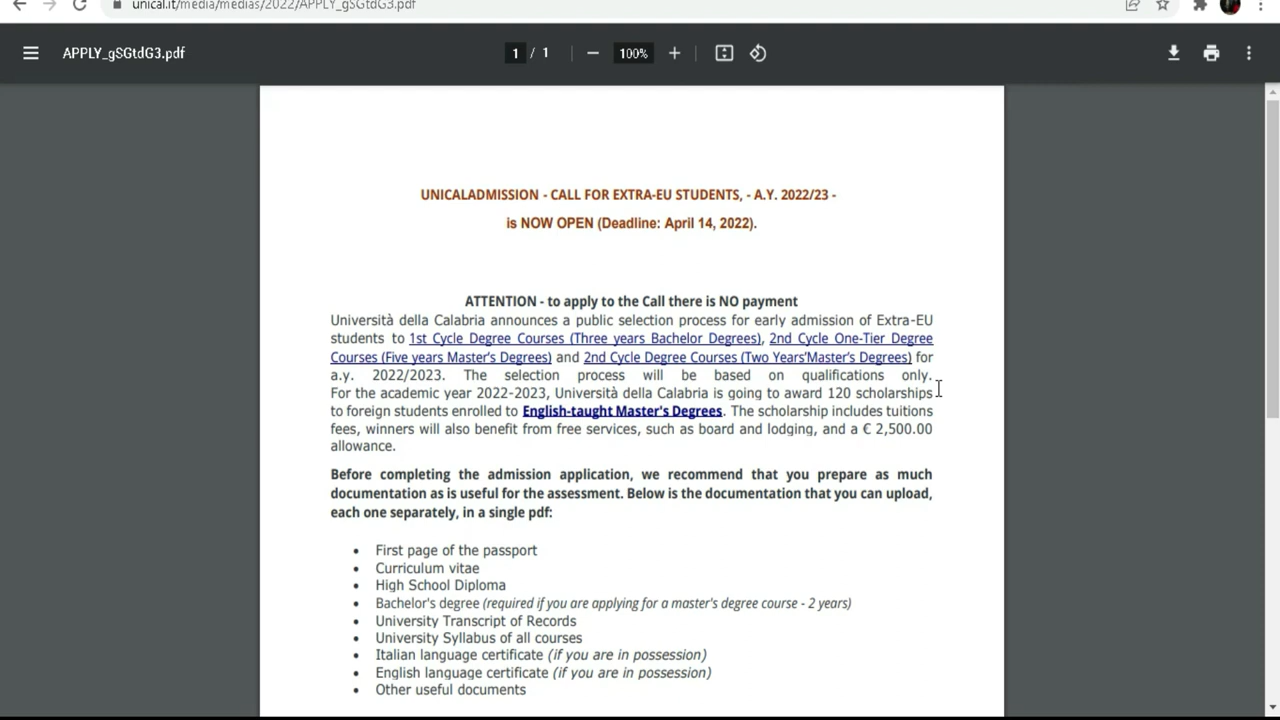 unical.it/media/medias/2022/APPLY_gSGtdG3.pdf
APPLY_gSGtdG3.pdf
1 / 1
100%
UNICALADMISSION - CALL FOR EXTRA-EU STUDENTS, - A.Y. 2022/23 -
is NOW OPEN (Deadline: April 14, 2022).
ATTENTION - to apply to the Call there is NO payment
Università della Calabria announces a public selection process for early admission of Extra-EU
students to 1st Cycle Degree Courses (Three years Bachelor Degrees), 2nd Cycle One-Tier Degree
Courses (Five years Master's Degrees) and 2nd Cycle Degree Courses (Two Years'Master's Degrees) for
a.y. 2022/2023. The selection process will be based on qualifications only.
For the academic year 2022-2023, Università della Calabria is going to award 120 scholarships
to foreign students enrolled to English-taught Master's Degrees. The scholarship includes tuitions
fees, winners will also benefit from free services, such as board and lodging, and a € 2,500.00
allowance.
Before completing the admission application, we recommend that you prepare as much
documentation as is useful for the assessment. Below is the documentation that you can upload,
each one separately, in a single pdf:
• First page of the passport
• Curriculum vitae
• High School Diploma
• Bachelor's degree (required if you are applying for a master's degree course - 2 years)
• University Transcript of Records
• University Syllabus of all courses
• Italian language certificate (if you are in possession)
• English language certificate (if you are in possession)
• Other useful documents